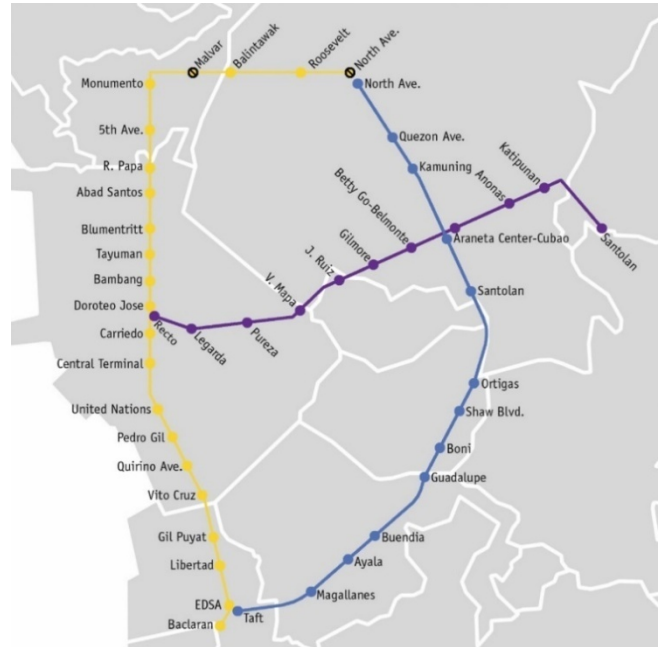 Malvar
Balintawak
Roosevelt
North Ave.
Monumento
North Ave.
5th Ave.
Quezon Ave.
R. Papa
Kamuning
Abad Santos
Betty Go-Belmonte
Anonas
Katipunan
Blumentritt
Gilmore
Araneta Center-Cubao
Santolan
Tayuman
J. Ruiz
Bambang
V. Mapa
Santolan
Doroteo Jose
Recto
Legarda
Pureza
Carriedo
Central Terminal
Ortigas
United Nations
Shaw Blvd.
Pedro Gil
Boni
Quirino Ave.
Guadalupe
Vito Cruz
Gil Puyat
Buendia
Libertad
Ayala
EDSA
Magallanes
Taft
Baclaran